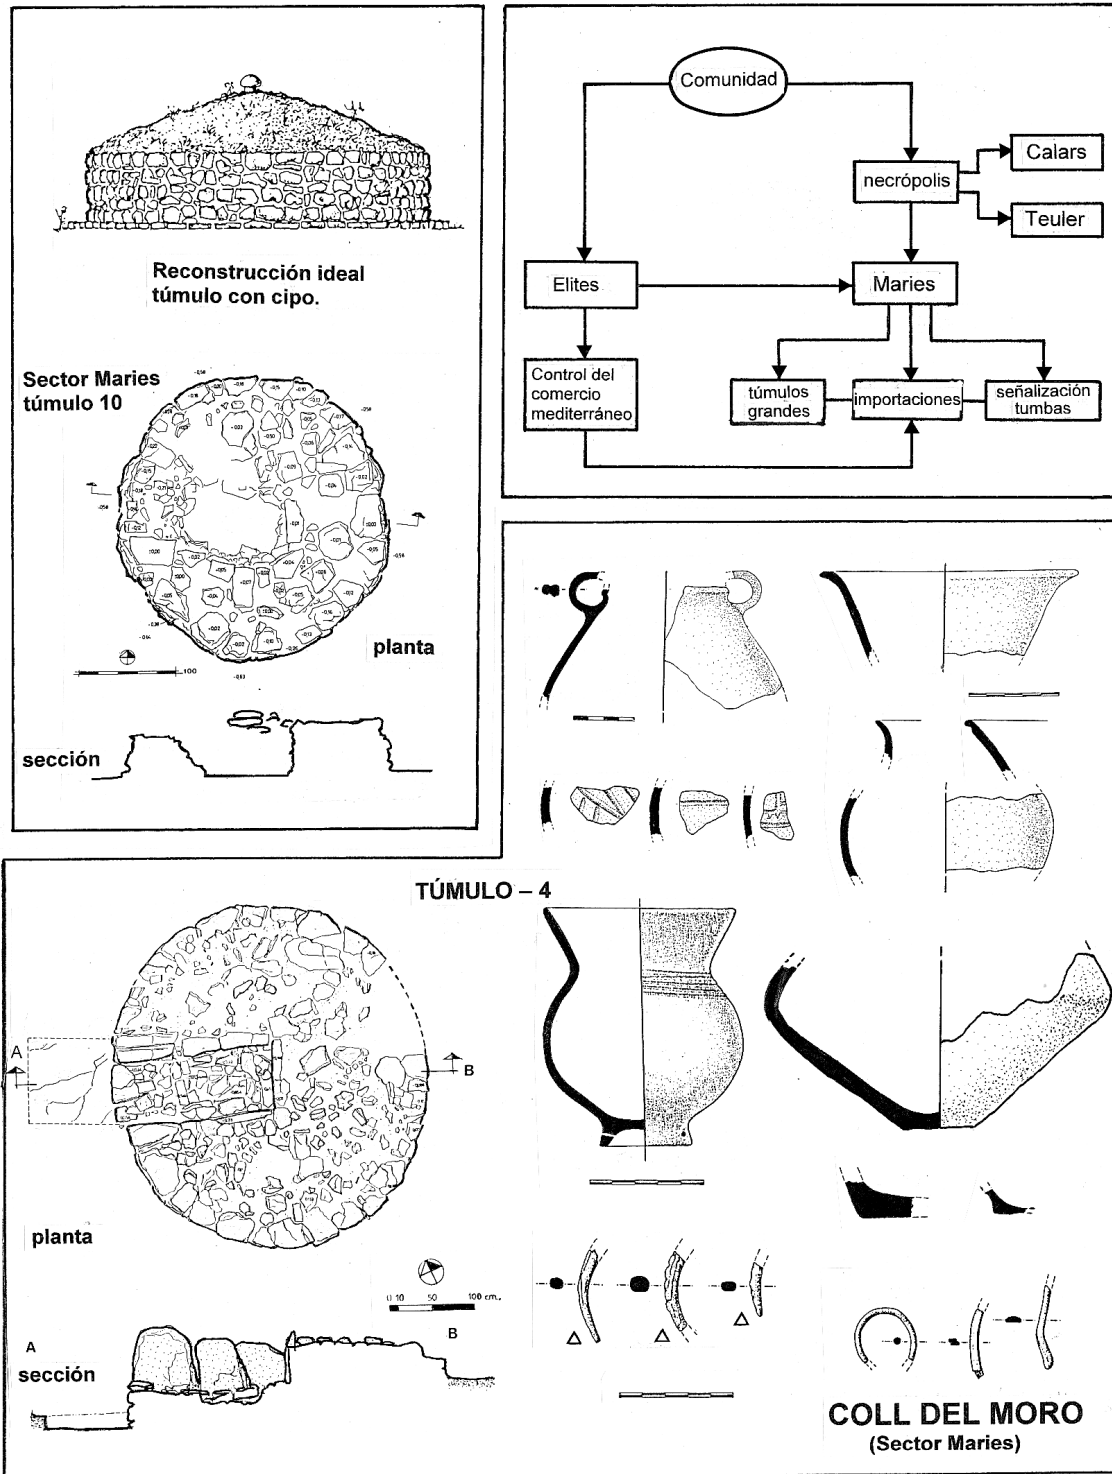 Reconstrucción ideal
túmulo con cipo.
Sector Maries
túmulo 10
planta
100
sección
Comunidad
necrópolis
Calars
Teuler
Elites
Maries
Control del
comercio
mediterráneo
túmulos
grandes
importaciones
señalización
tumbas
TÚMULO – 4
A
B
planta
0 10 50 100 cm.,
A
B
sección
COLL DEL MORO
(Sector Maries)